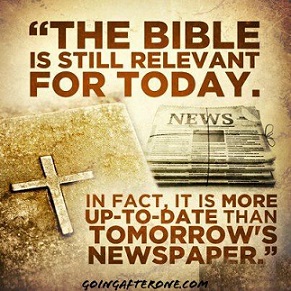 “THE BIBLE
IS STILL RELEVANT
FOR TODAY.
NEWS
IN FACT, IT IS MORE
UP-TO-DATE THAN
TOMORROW'S
NEWSPAPER.”
GOINGAFTERONE.COM